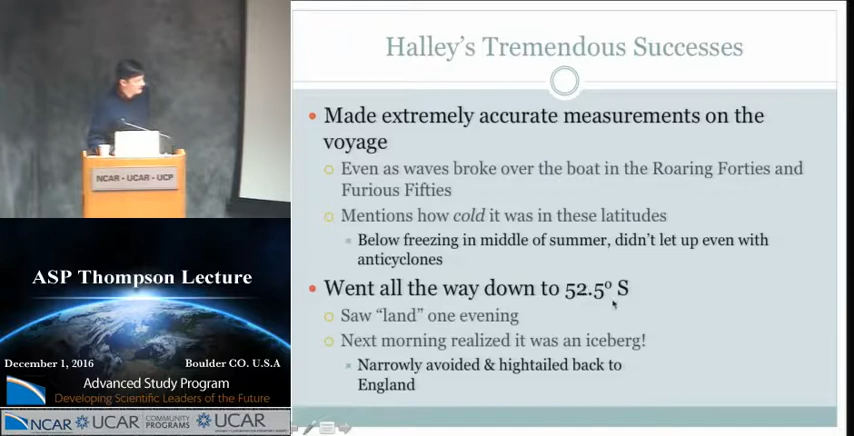 Halley's Tremendous Successes
Made extremely accurate measurements on the
voyage
Even as waves broke over the boat in the Roaring Forties and
Furious Fifties
Mentions how cold it was in these latitudes
Below freezing in middle of summer, didn't let up even with
anticyclones
Went all the way down to 52.5° S
Saw "land" one evening
Next morning realized it was an iceberg!
Narrowly avoided & hightailed back to
England
NCAR - UCAR - UCP
ASP Thompson Lecture
December 1, 2016
Boulder CO. U.S.A
Advanced Study Program
Developing Scientific Leaders of the Future
NCAR
UCAR
COMMUNITY
PROGRAMS
UCAR